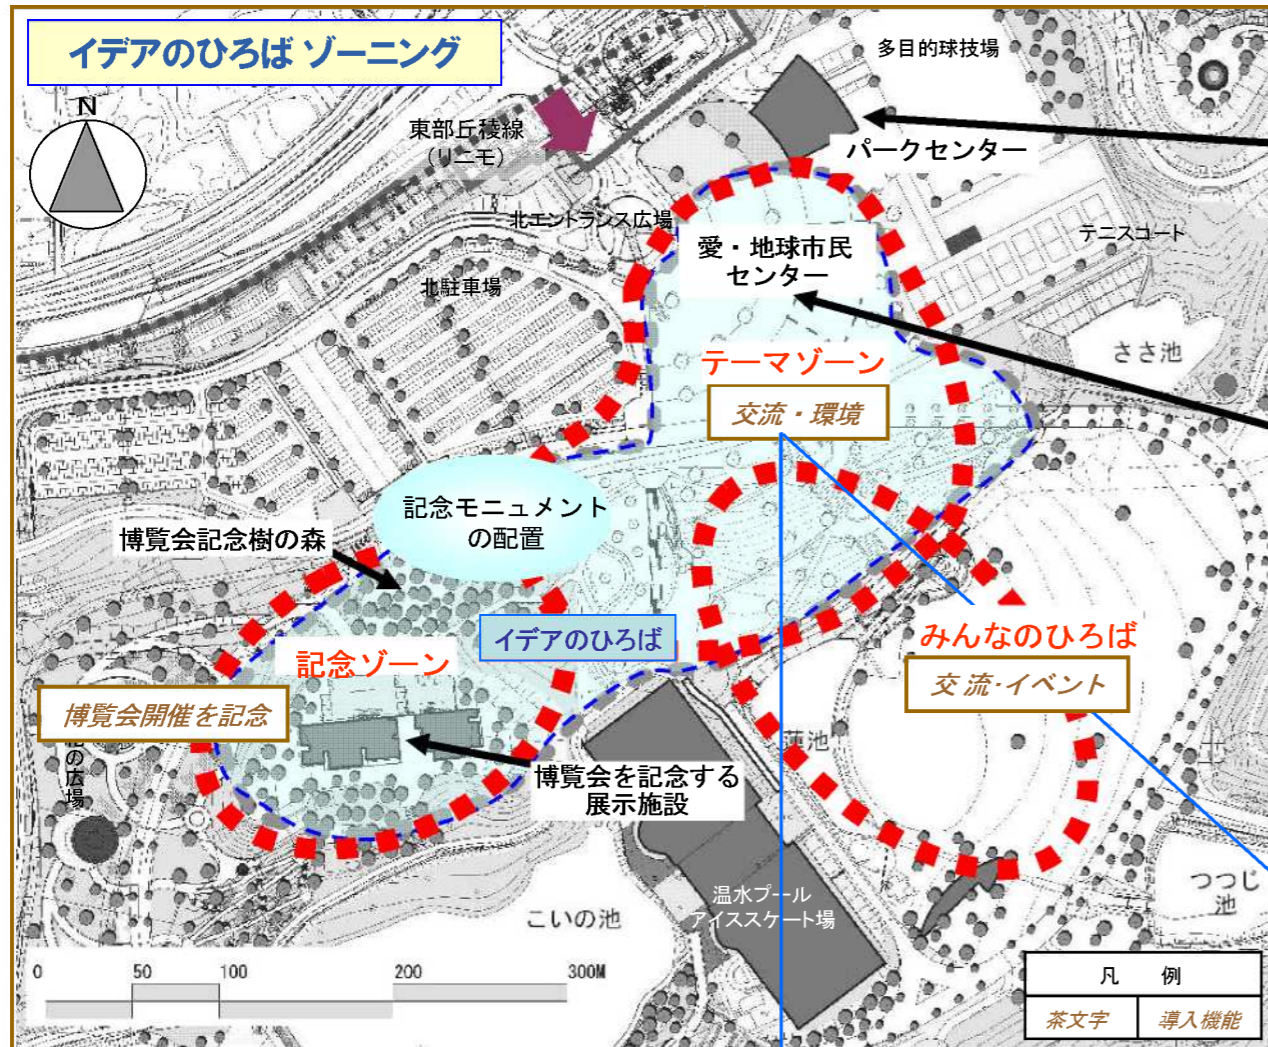 イデアのひろば ゾーニング
N
多目的球技場
東部丘稜線
（リニモ）
パークセンター
北エントランス広場
テニスコート
愛・地球市民
センター
北駐車場
ささ池
テーマゾーン
交流・環境
記念モニュメント
の配置
博覧会記念樹の森
イデアのひろば
みんなのひろば
記念ゾーン
交流・イベント
博覧会開催を記念
の広場
蓮池
博覧会を記念する
展示施設
温水プール
アイススケート場
つつじ
池
こいの池
0 50 100 200 300M
凡 例
茶文字 導入機能